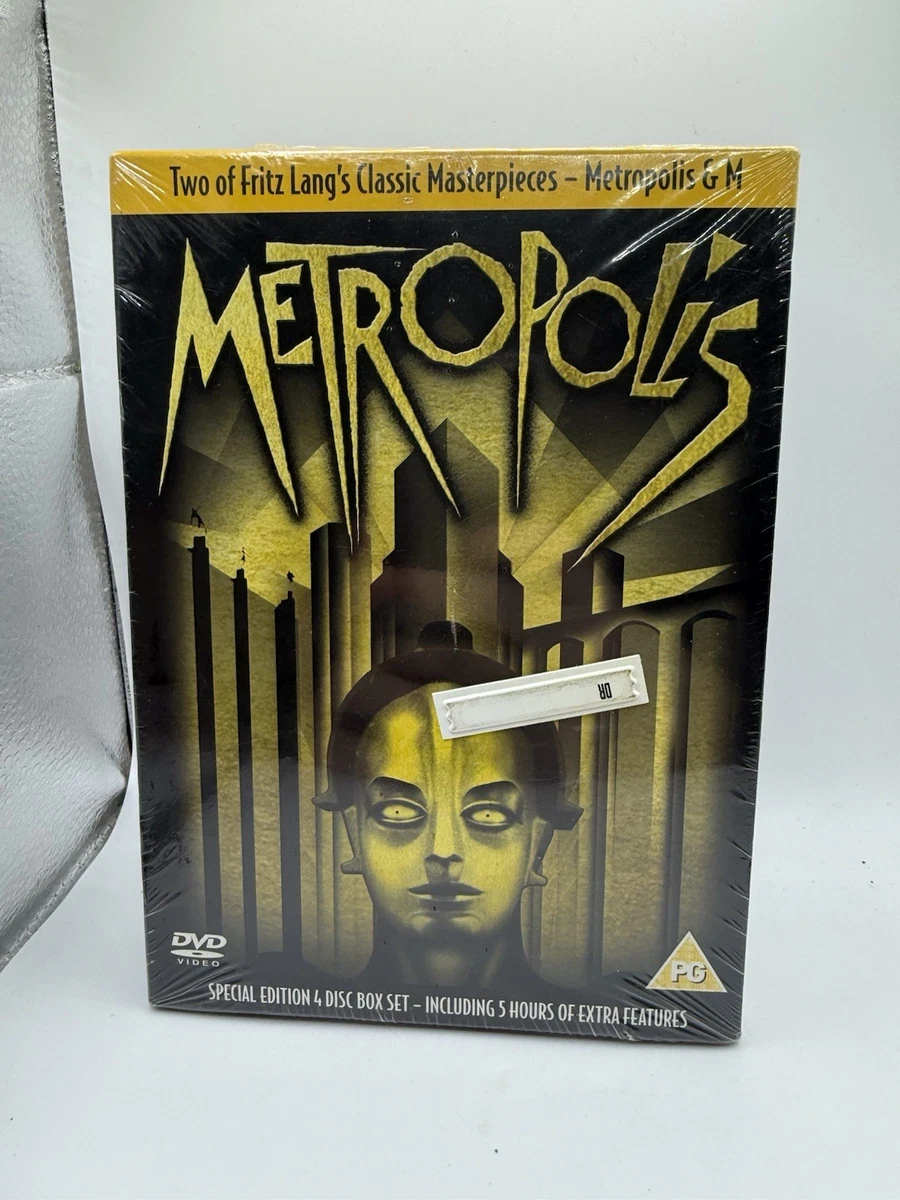 Two of Fritz Lang's Classic Masterpieces – Metropolis & M
METROPOLiS
DR
DVD
VIDEO
PG
SPECIAL EDITION 4 DISC BOX SET – INCLUDING 5 HOURS OF EXTRA FEATURES